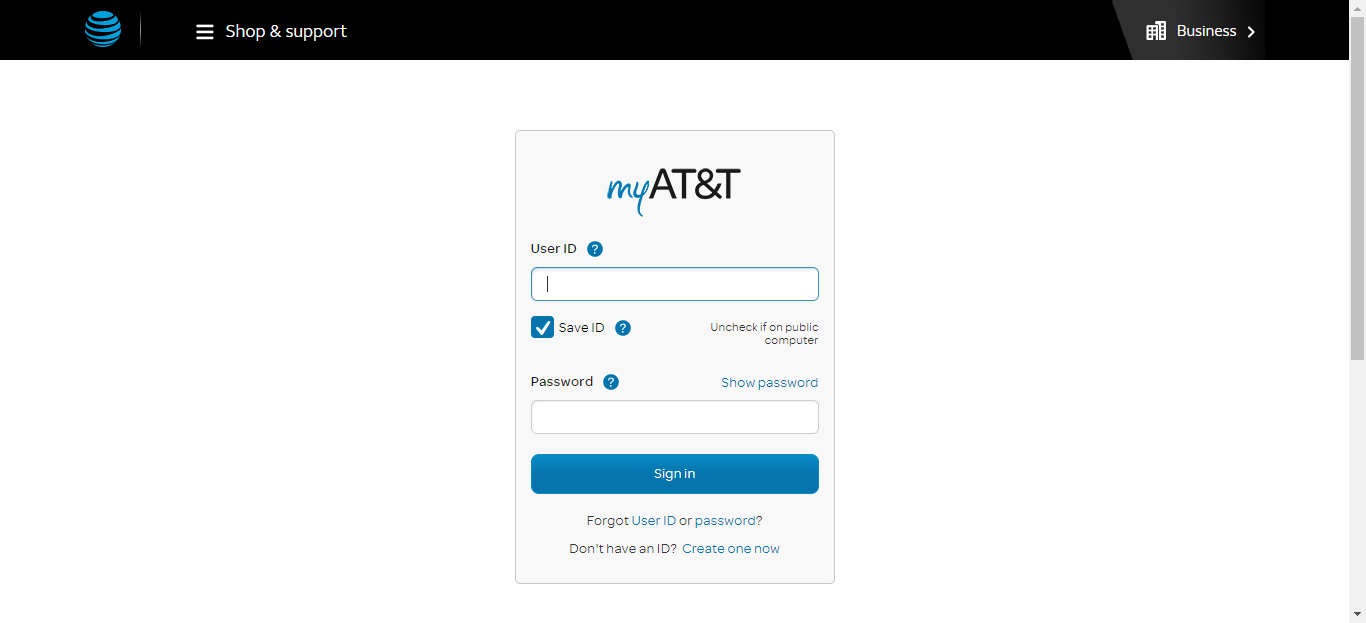 Shop & support
Business
myAT&T
User ID ?
Save ID ?
Uncheck if on public
computer
Password ?
Show password
Sign in
Forgot User ID or password?
Don't have an ID? Create one now